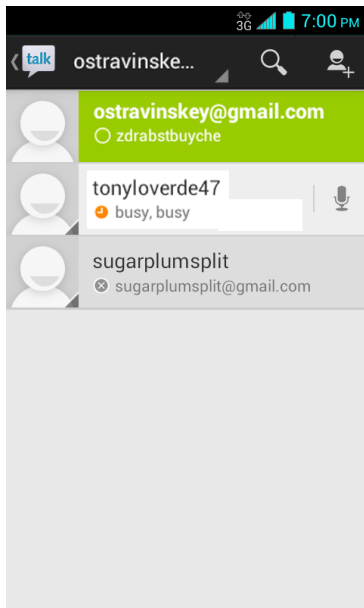 3G 7:00 PM
talk ostravinske...
ostravinskey@gmail.com
zdrabstbuyche
tonyloverde47
busy, busy
sugarplumsplit
sugarplumsplit@gmail.com